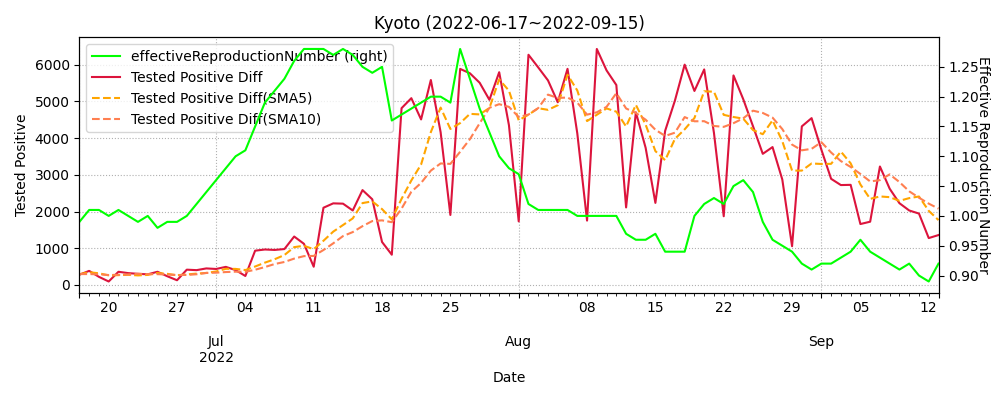 Kyoto (2022-06-17~2022-09-15)
effectiveReproductionNumber (right)
Tested Positive Diff
Tested Positive Diff(SMA5)
Tested Positive Diff(SMA10)
Tested Positive
6000
5000
4000
3000
2000
1000
0
1.25
1.20
1.15
1.10
1.05
1.00
0.95
0.90
Effective Reproduction Number
20 27 04 11 18 25 08 15 22 29 05 12
Jul Aug Sep
2022
Date